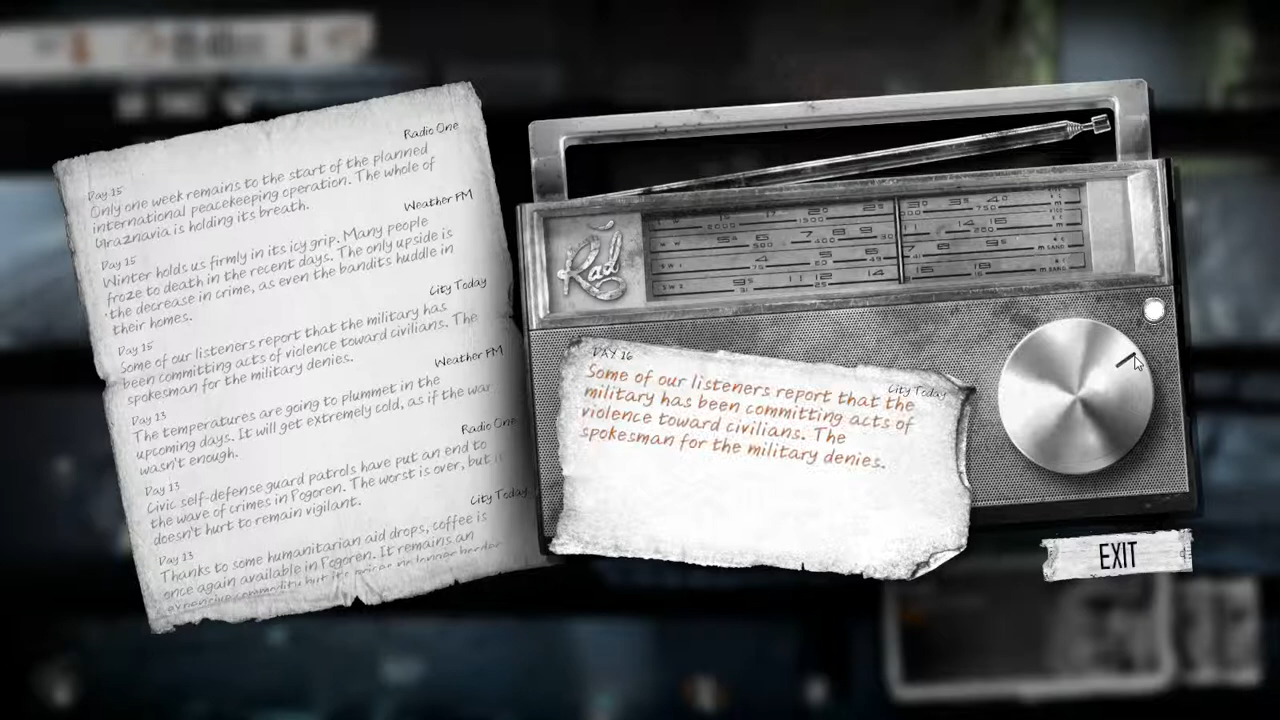 Radio One
Day 15
Only one week remains to the start of the planned
international peacekeeping operation. The whole of
Graznavia is holding its breath.
Weather FM
Day 15
Winter holds us firmly in its icy grip. Many people
froze to death in the recent days. The only upside is
the decrease in crime, as even the bandits huddle in
their homes.
City Today
Day 15
Some of our listeners report that the military has
been committing acts of violence toward civilians. The
spokesman for the military denies.
Weather FM
Day 13
The temperatures are going to plummet in the
upcoming days. It will get extremely cold, as if the war
wasn't enough.
Radio One
Day 13
Civic self-defense guard patrols have put an end to
the wave of crimes in Pogoren. The worst is over, but it
doesn't hurt to remain vigilant.
City Today
Day 13
Thanks to some humanitarian aid drops, coffee is
once again available in Pogoren. It remains an
expensive commodity but it's price no longer
Rad
DAY 16
City Today
Some of our listeners report that the
military has been committing acts of
violence toward civilians. The
spokesman for the military denies.
EXIT